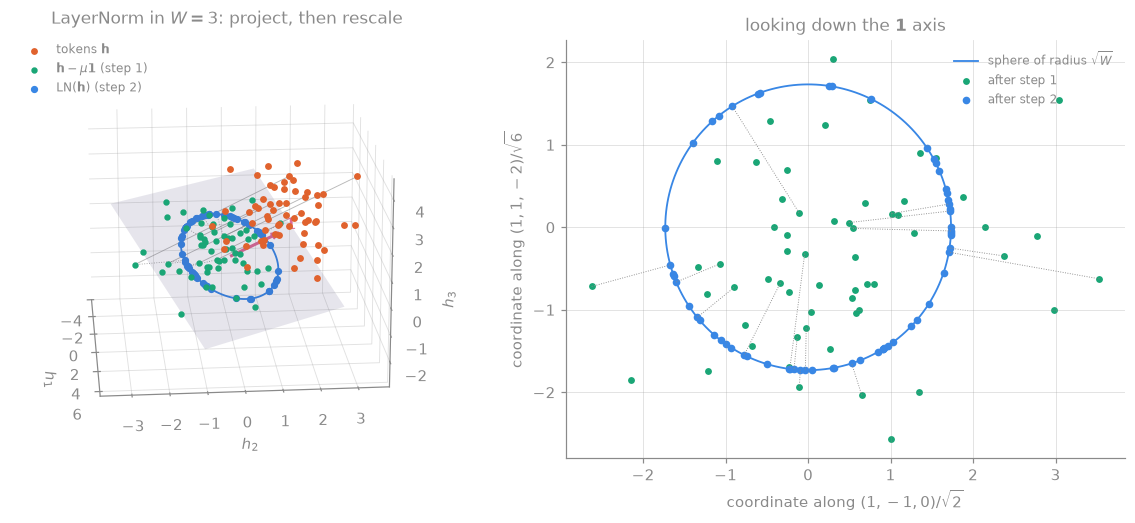 LayerNorm in W = 3: project, then rescale
tokens h
h − μ1 (step 1)
LN(h) (step 2)
−4
−2
0
2
4
6
h₁
−3
−2
−1
0
1
2
3
h₂
4
3
2
1
0
−1
−2
h₃
looking down the 1 axis
sphere of radius √W
after step 1
after step 2
2
1
0
−1
−2
coordinate along (1, 1, − 2)/√6
−2
−1
0
1
2
3
coordinate along (1, − 1, 0)/√2